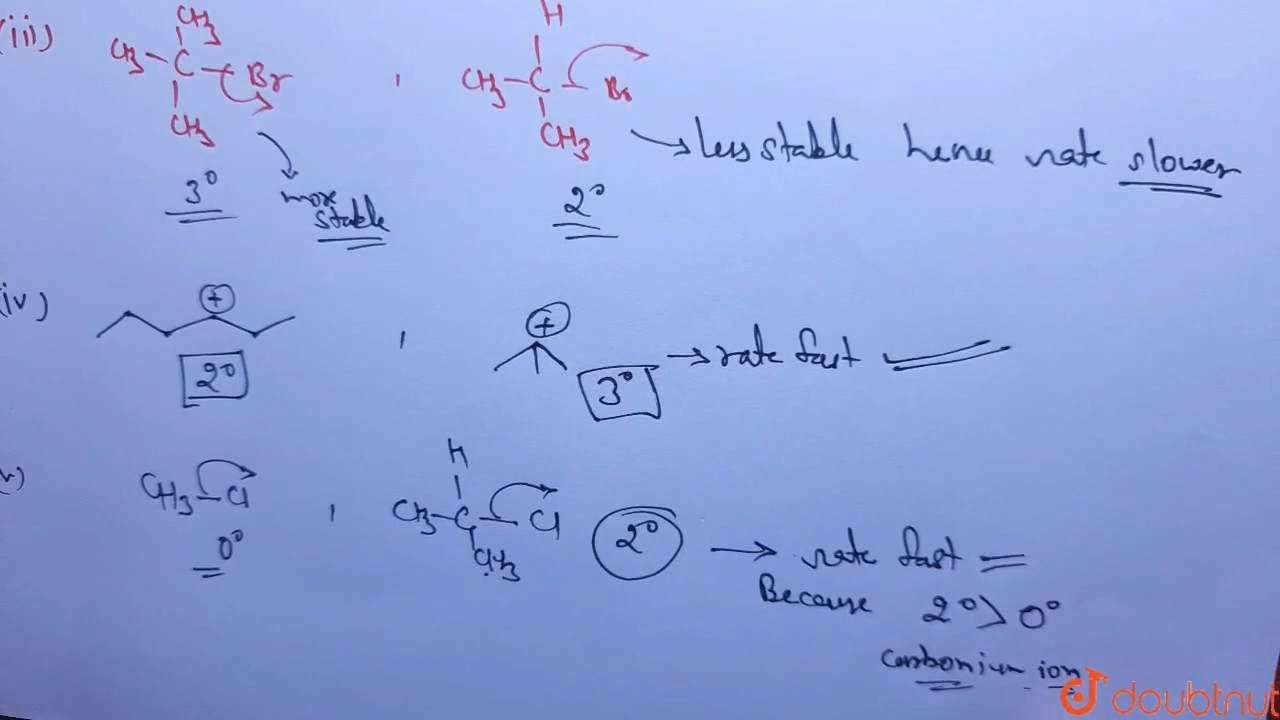 (iii)
CH3
CH3-C-Br
CH3
3°
more
stable
,
H
CH3-C-Br
CH3
2°
→ less stable hence rate slower
(iv)
+
2°
,
+
3°
→ rate fast
v)
CH3-Cl
0°
,
H
CH3-C-Cl
CH3
2°
→ rate fast =
Because 2°>0°
Carbonium ion
doubtnut